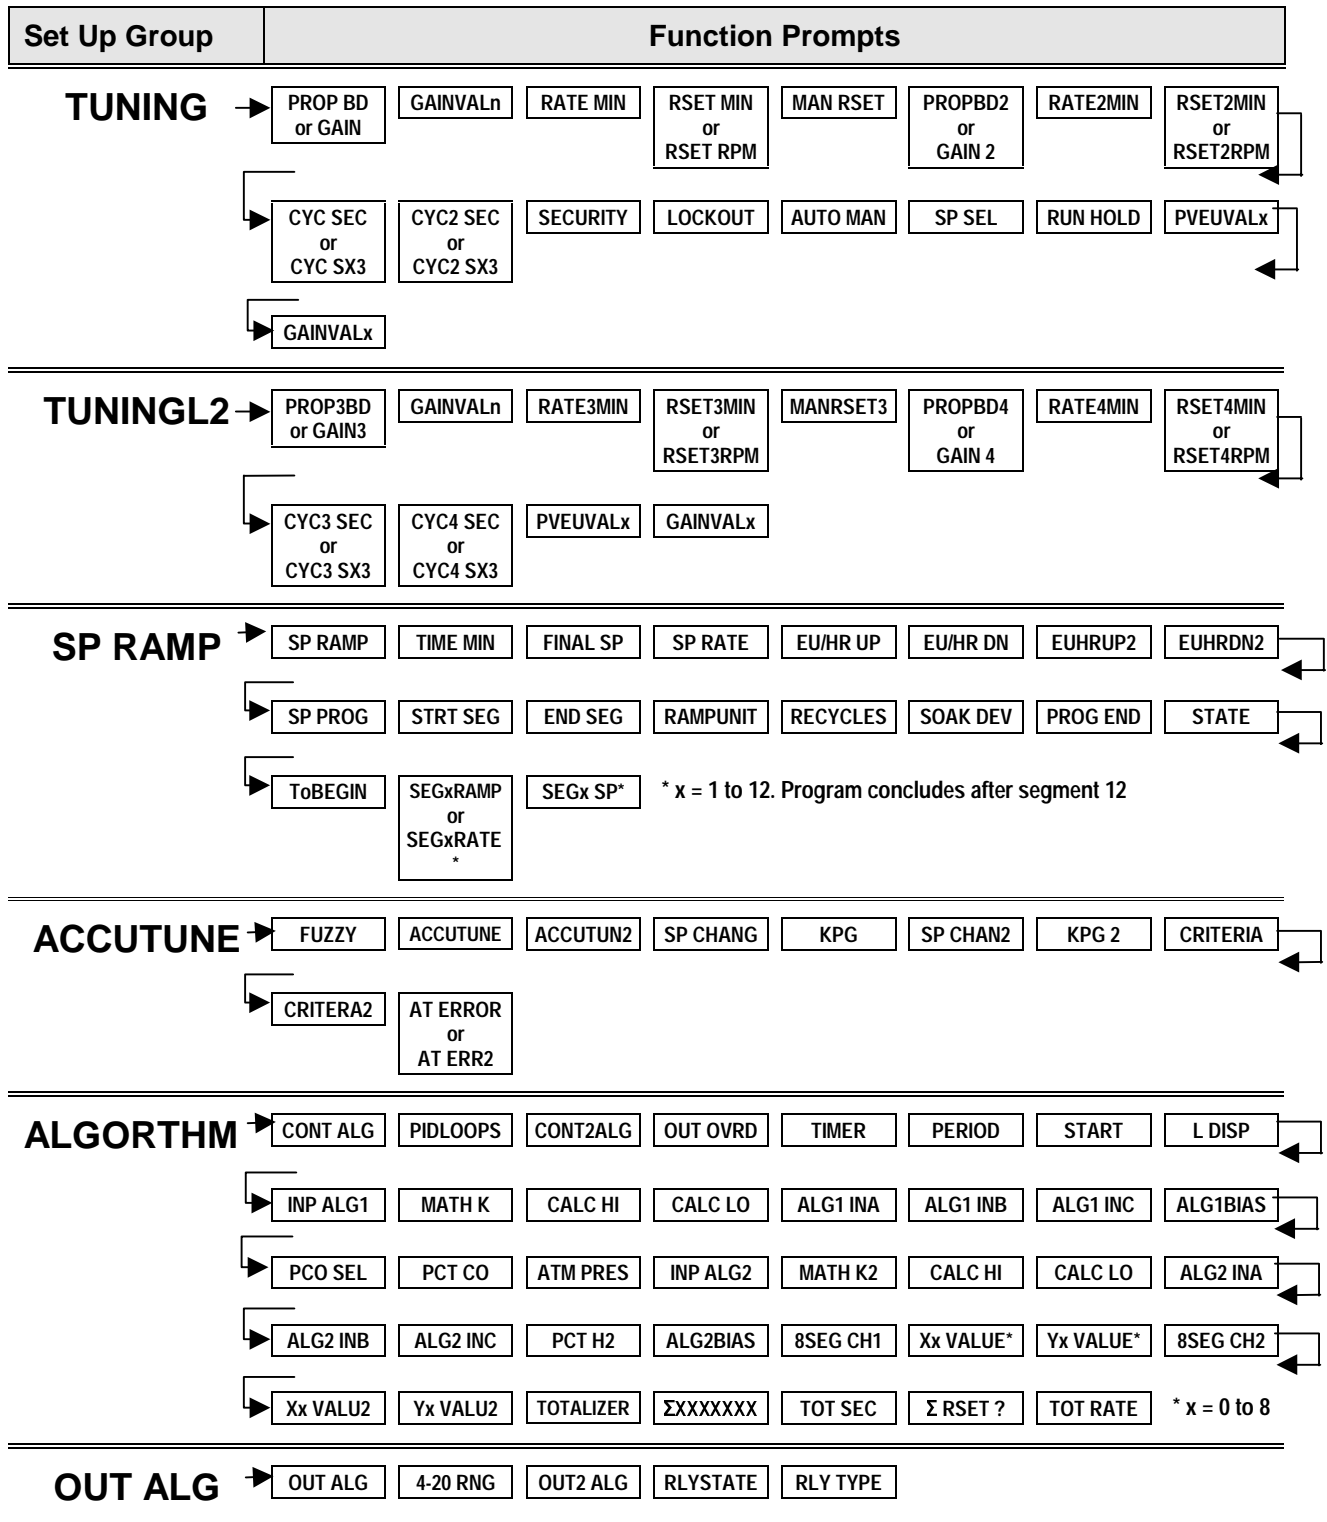 Set Up Group Function Prompts
TUNING PROP BD or GAIN GAINVALn RATE MIN RSET MIN or RSET RPM MAN RSET PROPBD2 or GAIN 2 RATE2MIN RSET2MIN or RSET2RPM
CYC SEC or CYC SX3 CYC2 SEC or CYC2 SX3 SECURITY LOCKOUT AUTO MAN SP SEL RUN HOLD PVEUVALx
GAINVALx
TUNINGL2 PROP3BD or GAIN3 GAINVALn RATE3MIN RSET3MIN or RSET3RPM MANRSET3 PROPBD4 or GAIN 4 RATE4MIN RSET4MIN or RSET4RPM
CYC3 SEC or CYC3 SX3 CYC4 SEC or CYC4 SX3 PVEUVALx GAINVALx
SP RAMP SP RAMP TIME MIN FINAL SP SP RATE EU/HR UP EU/HR DN EUHRUP2 EUHRDN2
SP PROG STRT SEG END SEG RAMPUNIT RECYCLES SOAK DEV PROG END STATE
ToBEGIN SEGxRAMP or SEGxRATE * SEGx SP* * x = 1 to 12. Program concludes after segment 12
ACCUTUNE FUZZY ACCUTUNE ACCUTUN2 SP CHANG KPG SP CHAN2 KPG 2 CRITERIA
CRITERA2 AT ERROR or AT ERR2
ALGORTHM CONT ALG PIDLOOPS CONT2ALG OUT OVRD TIMER PERIOD START L DISP
INP ALG1 MATH K CALC HI CALC LO ALG1 INA ALG1 INB ALG1 INC ALG1BIAS
PCO SEL PCT CO ATM PRES INP ALG2 MATH K2 CALC HI CALC LO ALG2 INA
ALG2 INB ALG2 INC PCT H2 ALG2BIAS 8SEG CH1 Xx VALUE* Yx VALUE* 8SEG CH2
Xx VALU2 Yx VALU2 TOTALIZER ΣXXXXXXX TOT SEC Σ RSET ? TOT RATE * x = 0 to 8
OUT ALG OUT ALG 4-20 RNG OUT2 ALG RLYSTATE RLY TYPE